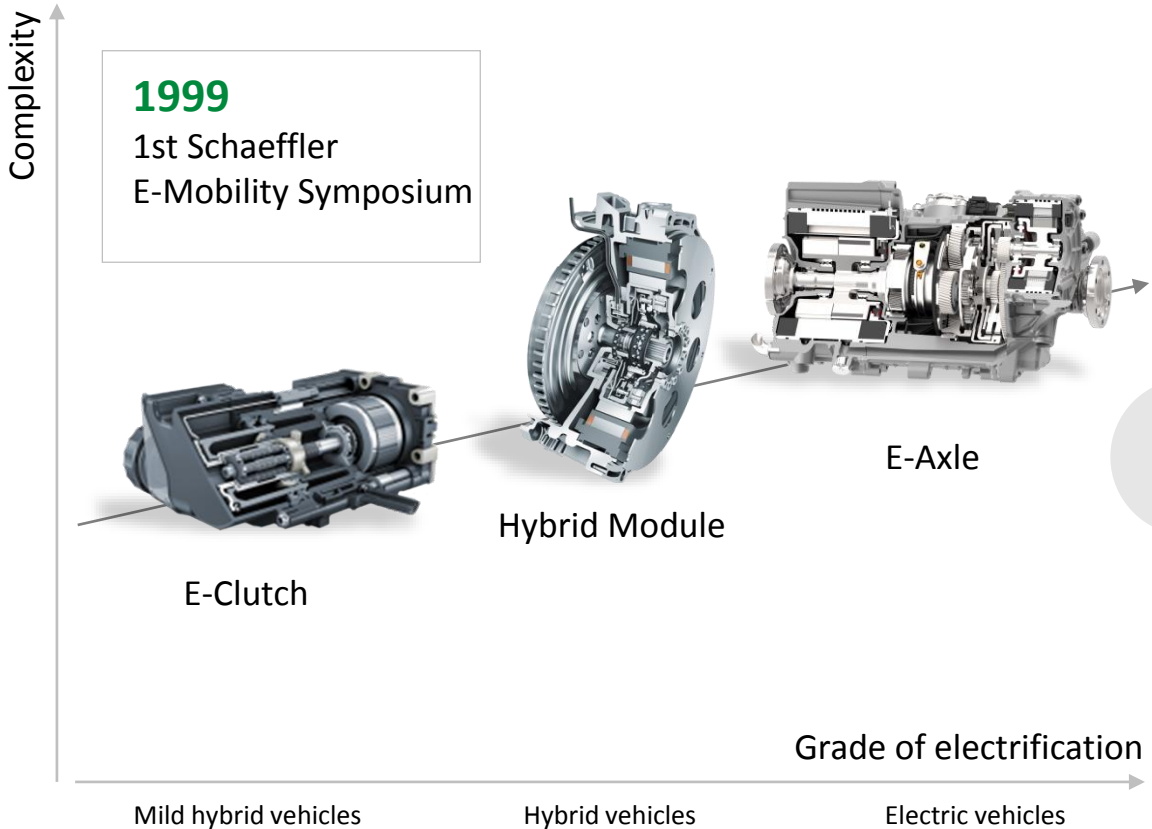 Complexity
1999
1st Schaeffler
E-Mobility Symposium
E-Axle
Hybrid Module
E-Clutch
Grade of electrification
Mild hybrid vehicles
Hybrid vehicles
Electric vehicles